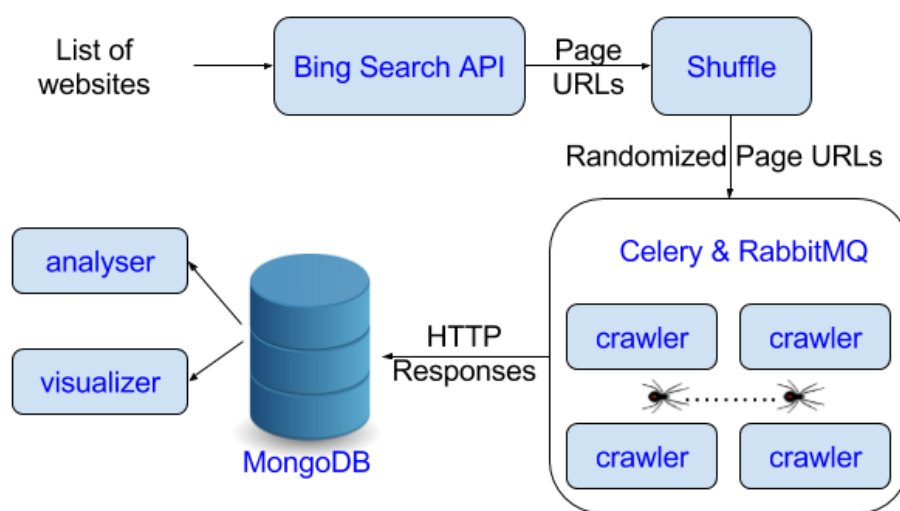 List of
websites
Bing Search API
Page
URLs
Shuffle
Randomized Page URLs
Celery & RabbitMQ
crawler
crawler
crawler
crawler
HTTP
Responses
MongoDB
analyser
visualizer